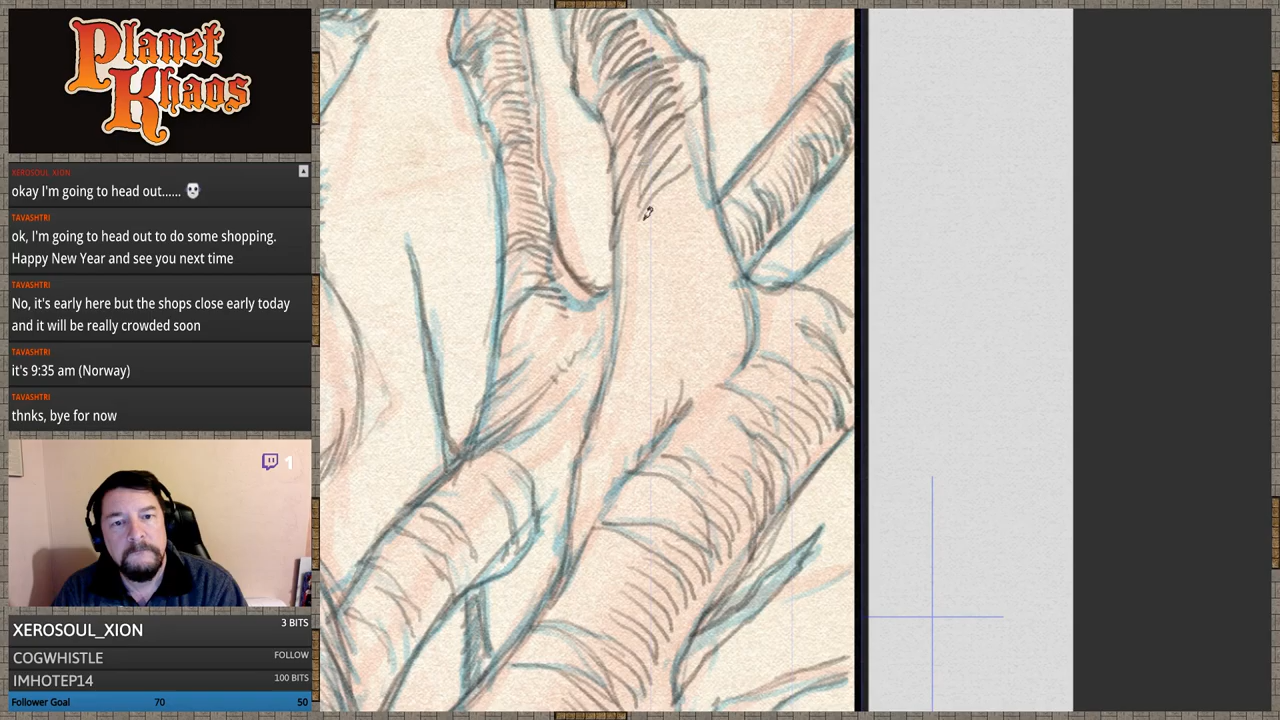 Planet
Khaos
XEROSOUL_XION
okay I'm going to head out......
TAVASHTRI
ok, I'm going to head out to do some shopping.
Happy New Year and see you next time
TAVASHTRI
No, it's early here but the shops close early today
and it will be really crowded soon
TAVASHTRI
it's 9:35 am (Norway)
TAVASHTRI
thnks, bye for now
1
XEROSOUL_XION 3 BITS
COGWHISTLE FOLLOW
IMHOTEP14 100 BITS
Follower Goal 70 50